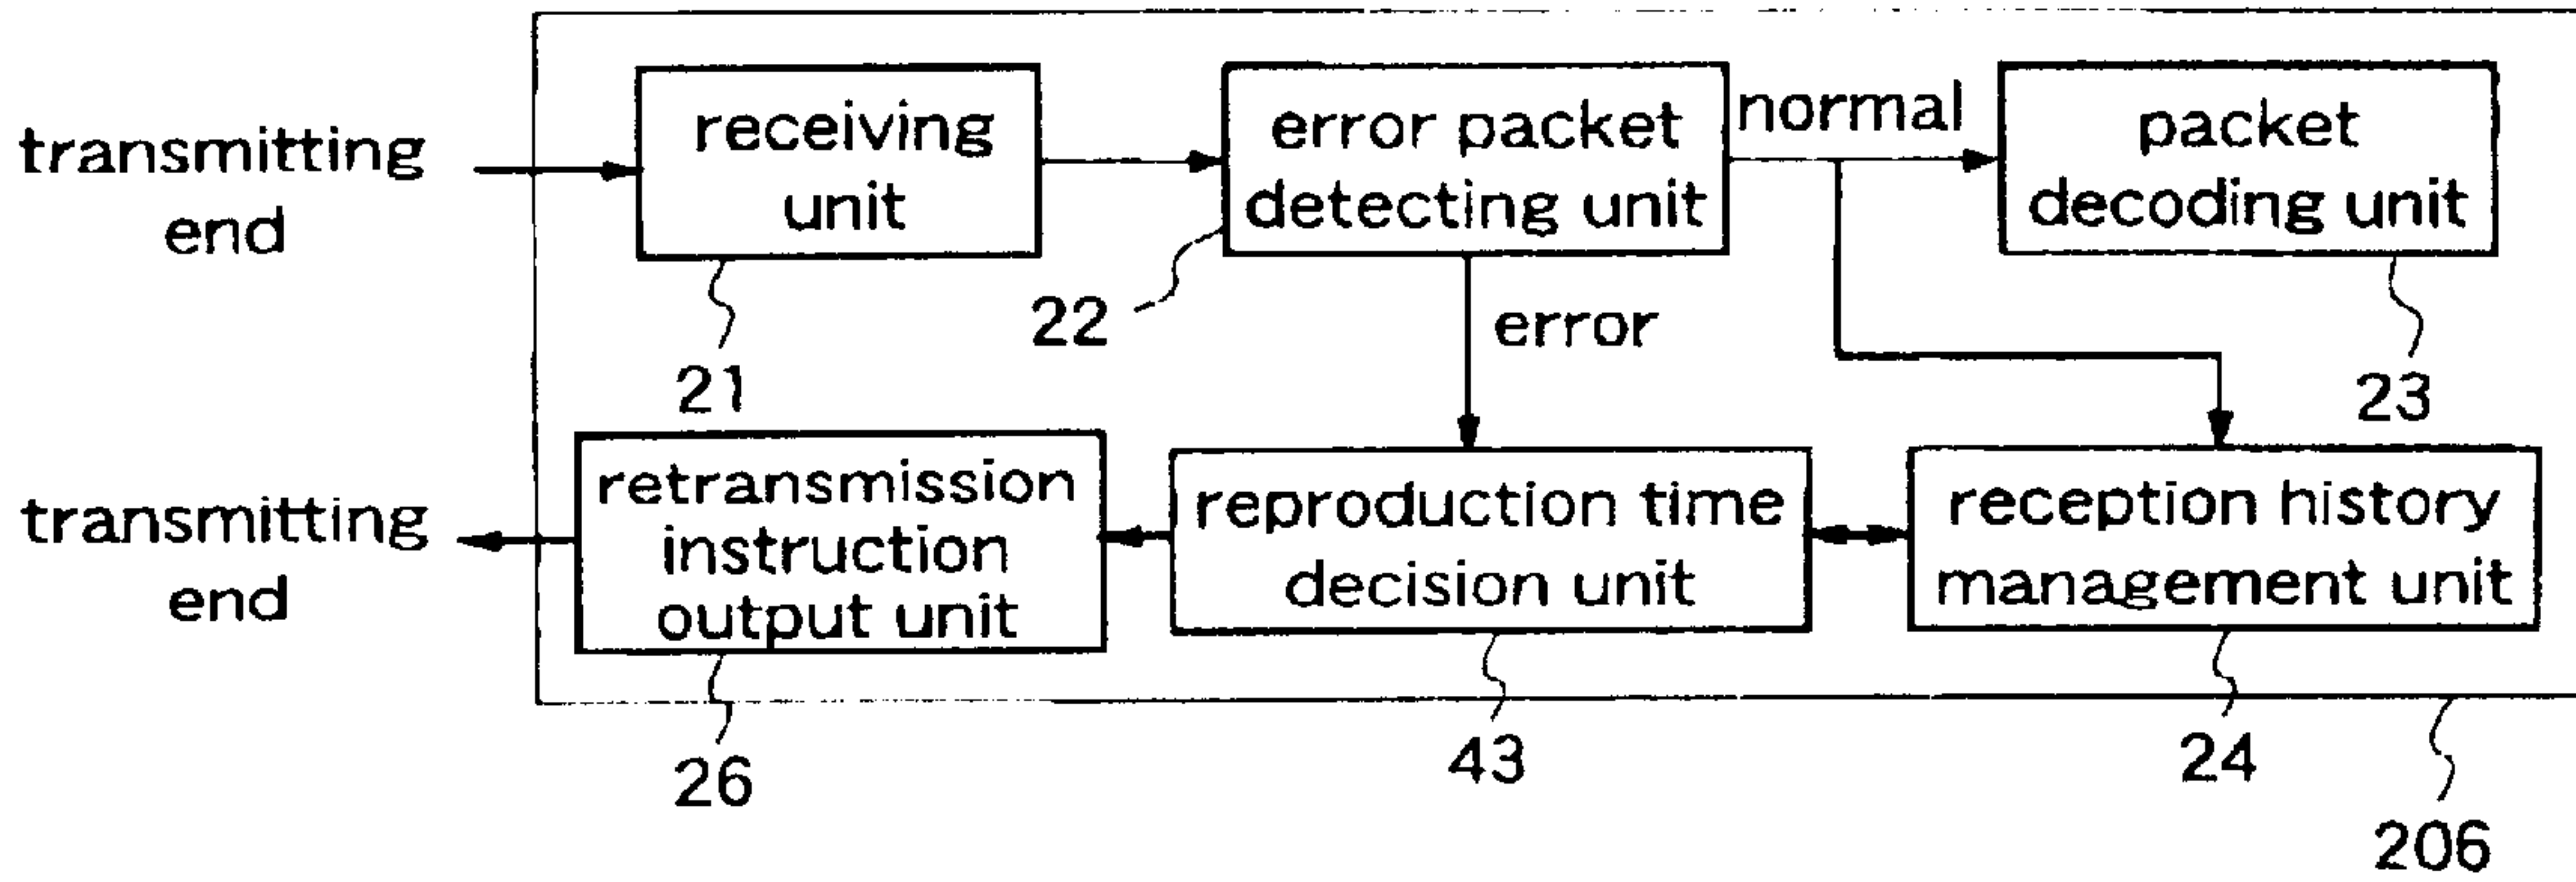 transmitting
end
receiving
unit
21
error packet
detecting unit
22
normal
packet
decoding unit
23
error
transmitting
end
retransmission
instruction
output unit
26
reproduction time
decision unit
43
reception history
management unit
24
206